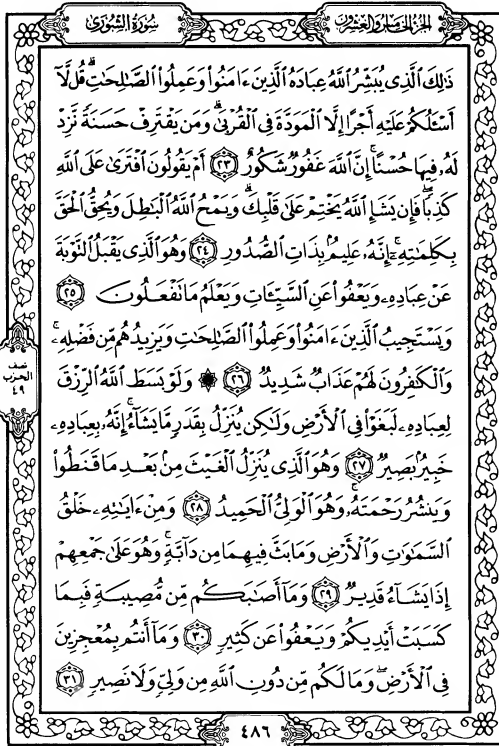 الجزء الخامس والعشرون
سورة الشورى
ذَٰلِكَ ٱلَّذِى يُبَشِّرُ ٱللَّهُ عِبَادَهُ ٱلَّذِينَ ءَامَنُوا۟ وَعَمِلُوا۟ ٱلصَّـٰلِحَـٰتِ ۗ قُل لَّآ
أَسْـَٔلُكُمْ عَلَيْهِ أَجْرًا إِلَّا ٱلْمَوَدَّةَ فِى ٱلْقُرْبَىٰ ۗ وَمَن يَقْتَرِفْ حَسَنَةً نَّزِدْ
لَهُۥ فِيهَا حُسْنًا ۚ إِنَّ ٱللَّهَ غَفُورٌ شَكُورٌ ٢٣ أَمْ يَقُولُونَ ٱفْتَرَىٰ عَلَى ٱللَّهِ
كَذِبًا ۖ فَإِن يَشَإِ ٱللَّهُ يَخْتِمْ عَلَىٰ قَلْبِكَ ۗ وَيَمْحُ ٱللَّهُ ٱلْبَـٰطِلَ وَيُحِقُّ ٱلْحَقَّ
بِكَلِمَـٰتِهِۦٓ ۚ إِنَّهُۥ عَلِيمٌۢ بِذَاتِ ٱلصُّدُورِ ٢٤ وَهُوَ ٱلَّذِى يَقْبَلُ ٱلتَّوْبَةَ
عَنْ عِبَادِهِۦ وَيَعْفُوا۟ عَنِ ٱلسَّيِّـَٔاتِ وَيَعْلَمُ مَا تَفْعَلُونَ ٢٥
وَيَسْتَجِيبُ ٱلَّذِينَ ءَامَنُوا۟ وَعَمِلُوا۟ ٱلصَّـٰلِحَـٰتِ وَيَزِيدُهُم مِّن فَضْلِهِۦ ۚ
وَٱلْكَـٰفِرُونَ لَهُمْ عَذَابٌ شَدِيدٌ ٢٦ ۞ وَلَوْ بَسَطَ ٱللَّهُ ٱلرِّزْقَ
لِعِبَادِهِۦ لَبَغَوْا۟ فِى ٱلْأَرْضِ وَلَـٰكِن يُنَزِّلُ بِقَدَرٍ مَّا يَشَآءُ ۚ إِنَّهُۥ بِعِبَادِهِۦ
خَبِيرٌۢ بَصِيرٌ ٢٧ وَهُوَ ٱلَّذِى يُنَزِّلُ ٱلْغَيْثَ مِنۢ بَعْدِ مَا قَنَطُوا۟
وَيَنشُرُ رَحْمَتَهُۥ ۚ وَهُوَ ٱلْوَلِىُّ ٱلْحَمِيدُ ٢٨ وَمِنْ ءَايَـٰتِهِۦ خَلْقُ
ٱلسَّمَـٰوَٰتِ وَٱلْأَرْضِ وَمَا بَثَّ فِيهِمَا مِن دَآبَّةٍ ۚ وَهُوَ عَلَىٰ جَمْعِهِمْ
إِذَا يَشَآءُ قَدِيرٌ ٢٩ وَمَآ أَصَـٰبَكُم مِّن مُّصِيبَةٍ فَبِمَا
كَسَبَتْ أَيْدِيكُمْ وَيَعْفُوا۟ عَن كَثِيرٍ ٣٠ وَمَآ أَنتُم بِمُعْجِزِينَ
فِى ٱلْأَرْضِ ۖ وَمَا لَكُم مِّن دُونِ ٱللَّهِ مِن وَلِىٍّ وَلَا نَصِيرٍ ٣١
نصف
الحزب
٤٩
٤٨٦